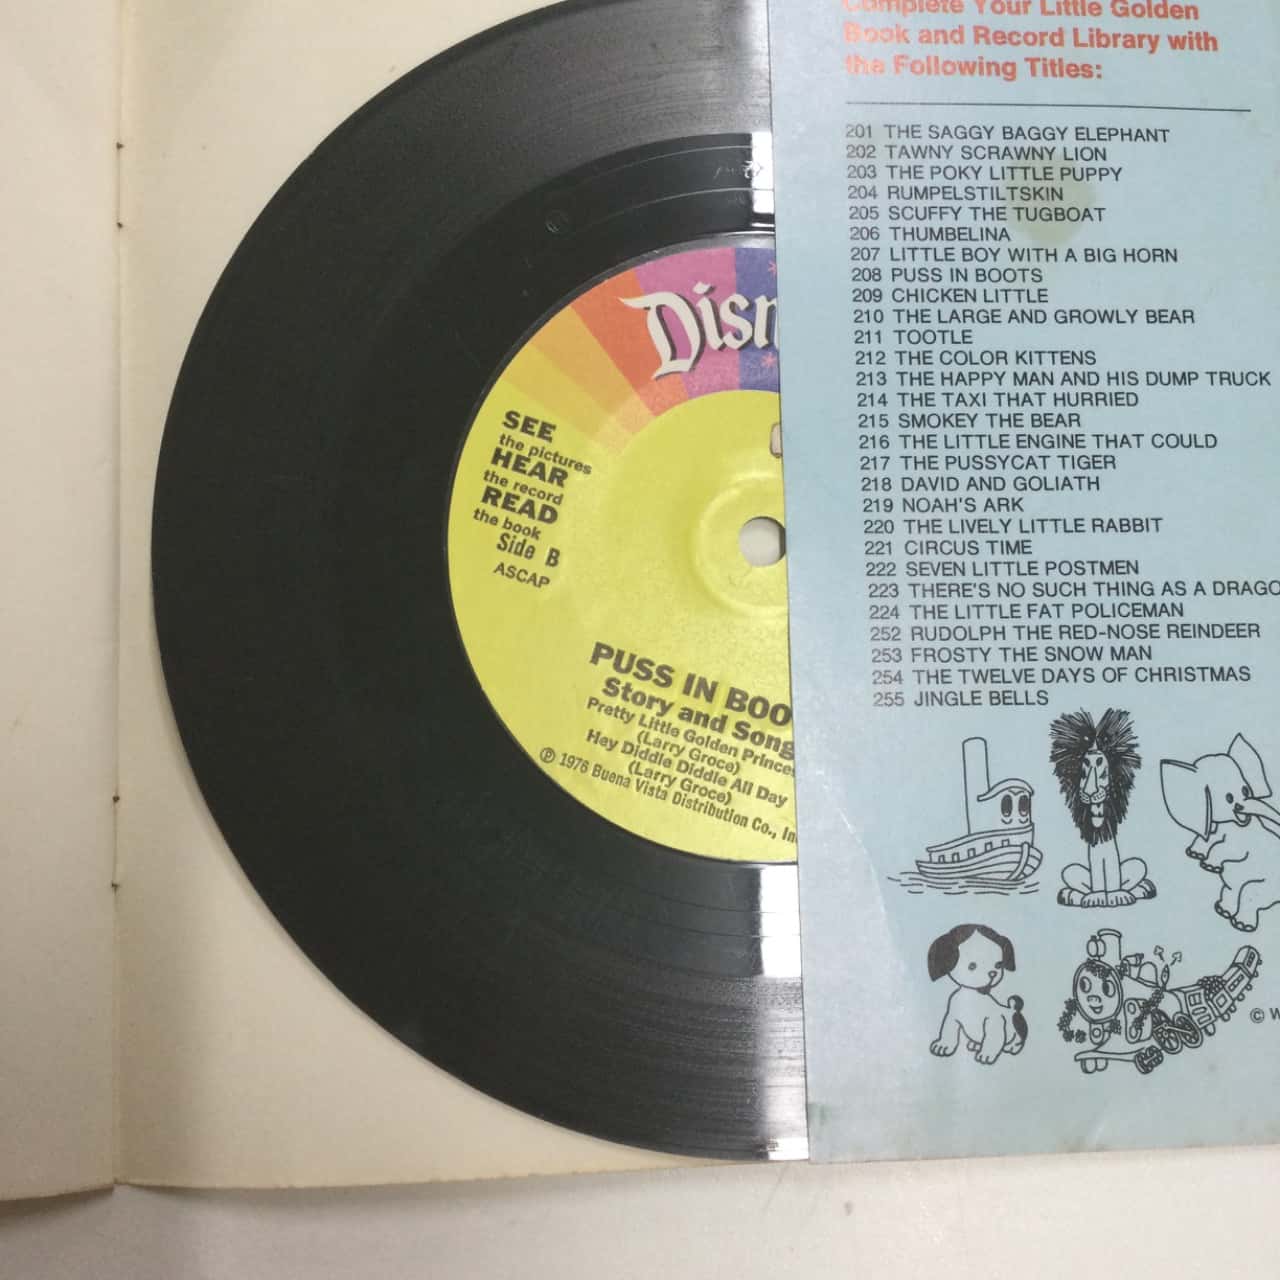 Complete Your Little Golden
Book and Record Library with
the Following Titles:
201 THE SAGGY BAGGY ELEPHANT
202 TAWNY SCRAWNY LION
203 THE POKY LITTLE PUPPY
204 RUMPELSTILTSKIN
205 SCUFFY THE TUGBOAT
206 THUMBELINA
207 LITTLE BOY WITH A BIG HORN
208 PUSS IN BOOTS
209 CHICKEN LITTLE
210 THE LARGE AND GROWLY BEAR
211 TOOTLE
212 THE COLOR KITTENS
213 THE HAPPY MAN AND HIS DUMP TRUCK
214 THE TAXI THAT HURRIED
215 SMOKEY THE BEAR
216 THE LITTLE ENGINE THAT COULD
217 THE PUSSYCAT TIGER
218 DAVID AND GOLIATH
219 NOAH'S ARK
220 THE LIVELY LITTLE RABBIT
221 CIRCUS TIME
222 SEVEN LITTLE POSTMEN
223 THERE'S NO SUCH THING AS A DRAGO
224 THE LITTLE FAT POLICEMAN
252 RUDOLPH THE RED-NOSE REINDEER
253 FROSTY THE SNOW MAN
254 THE TWELVE DAYS OF CHRISTMAS
255 JINGLE BELLS
© W
Disn
SEE
the pictures
HEAR
the record
READ
the book
Side B
ASCAP
PUSS IN BOO
Story and Song
Pretty Little Golden Princes
(Larry Groce)
Hey Diddle Diddle All Day
(Larry Groce)
℗ 1976 Buena Vista Distribution Co., In